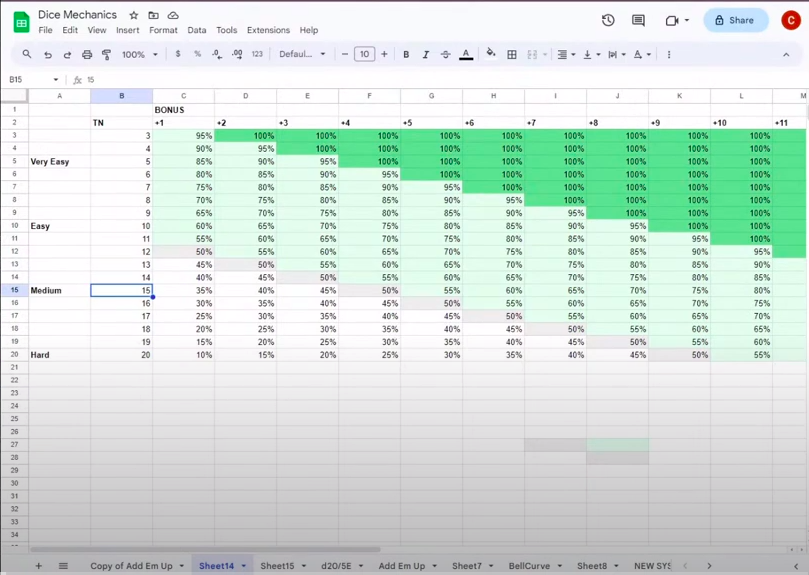 Dice Mechanics
File Edit View Insert Format Data Tools Extensions Help
C
Share
100% $ % .0 .00 123 Defaul... - 10 + B I A
B15 fx 15
A B C D E F G H I J K L M
1 BONUS
2 TN +1 +2 +3 +4 +5 +6 +7 +8 +9 +10 +11
3 3 95% 100% 100% 100% 100% 100% 100% 100% 100% 100%
4 4 90% 95% 100% 100% 100% 100% 100% 100% 100% 100%
5 Very Easy 5 85% 90% 95% 100% 100% 100% 100% 100% 100% 100%
6 6 80% 85% 90% 95% 100% 100% 100% 100% 100% 100%
7 7 75% 80% 85% 90% 95% 100% 100% 100% 100% 100%
8 8 70% 75% 80% 85% 90% 95% 100% 100% 100% 100%
9 9 65% 70% 75% 80% 85% 90% 95% 100% 100% 100%
10 Easy 10 60% 65% 70% 75% 80% 85% 90% 95% 100% 100%
11 11 55% 60% 65% 70% 75% 80% 85% 90% 95% 100%
12 12 50% 55% 60% 65% 70% 75% 80% 85% 90% 95%
13 13 45% 50% 55% 60% 65% 70% 75% 80% 85% 90%
14 14 40% 45% 50% 55% 60% 65% 70% 75% 80% 85%
15 Medium 15 35% 40% 45% 50% 55% 60% 65% 70% 75% 80%
16 16 30% 35% 40% 45% 50% 55% 60% 65% 70% 75%
17 17 25% 30% 35% 40% 45% 50% 55% 60% 65% 70%
18 18 20% 25% 30% 35% 40% 45% 50% 55% 60% 65%
19 19 15% 20% 25% 30% 35% 40% 45% 50% 55% 60%
20 Hard 20 10% 15% 20% 25% 30% 35% 40% 45% 50% 55%
21
22
23
24
25
26
27
28
29
30
31
32
33
34
+ Copy of Add Em Up Sheet14 Sheet15 d20/5E Add Em Up Sheet7 BellCurve Sheet8 NEW SYS